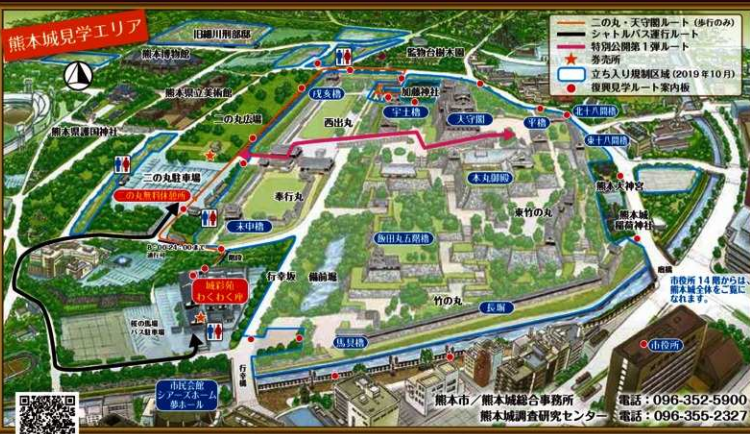 熊本城見学エリア
旧細川刑部邸
熊本博物館
監物台樹木園
二の丸・天守閣ルート(歩行のみ)
シャトルバス運行ルート
特別公開第1弾ルート
券売所
立ち入り規制区域(2019年10月)
復興見学ルート案内板
熊本県立美術館
戌亥櫓
加藤神社
宇土櫓
天守閣
平櫓
北十八間櫓
東十八間櫓
二の丸広場
西出丸
熊本県護国神社
二の丸駐車場
二の丸無料休憩所
奉行丸
本丸御殿
熊本大神宮
未申櫓
東竹の丸
熊本城
稲荷神社
飯田丸五階櫓
階段
行幸坂
備前堀
城彩苑
わくわく座
竹の丸
長塀
市役所14階からは、
熊本城全体をご覧に
なれます。
桜の馬場
バス駐車場
馬具櫓
市役所
行幸橋
市民会館
シアーズホーム
夢ホール
熊本市/熊本城総合事務所 電話:096-352-5900
熊本城調査研究センター 電話:096-355-2327